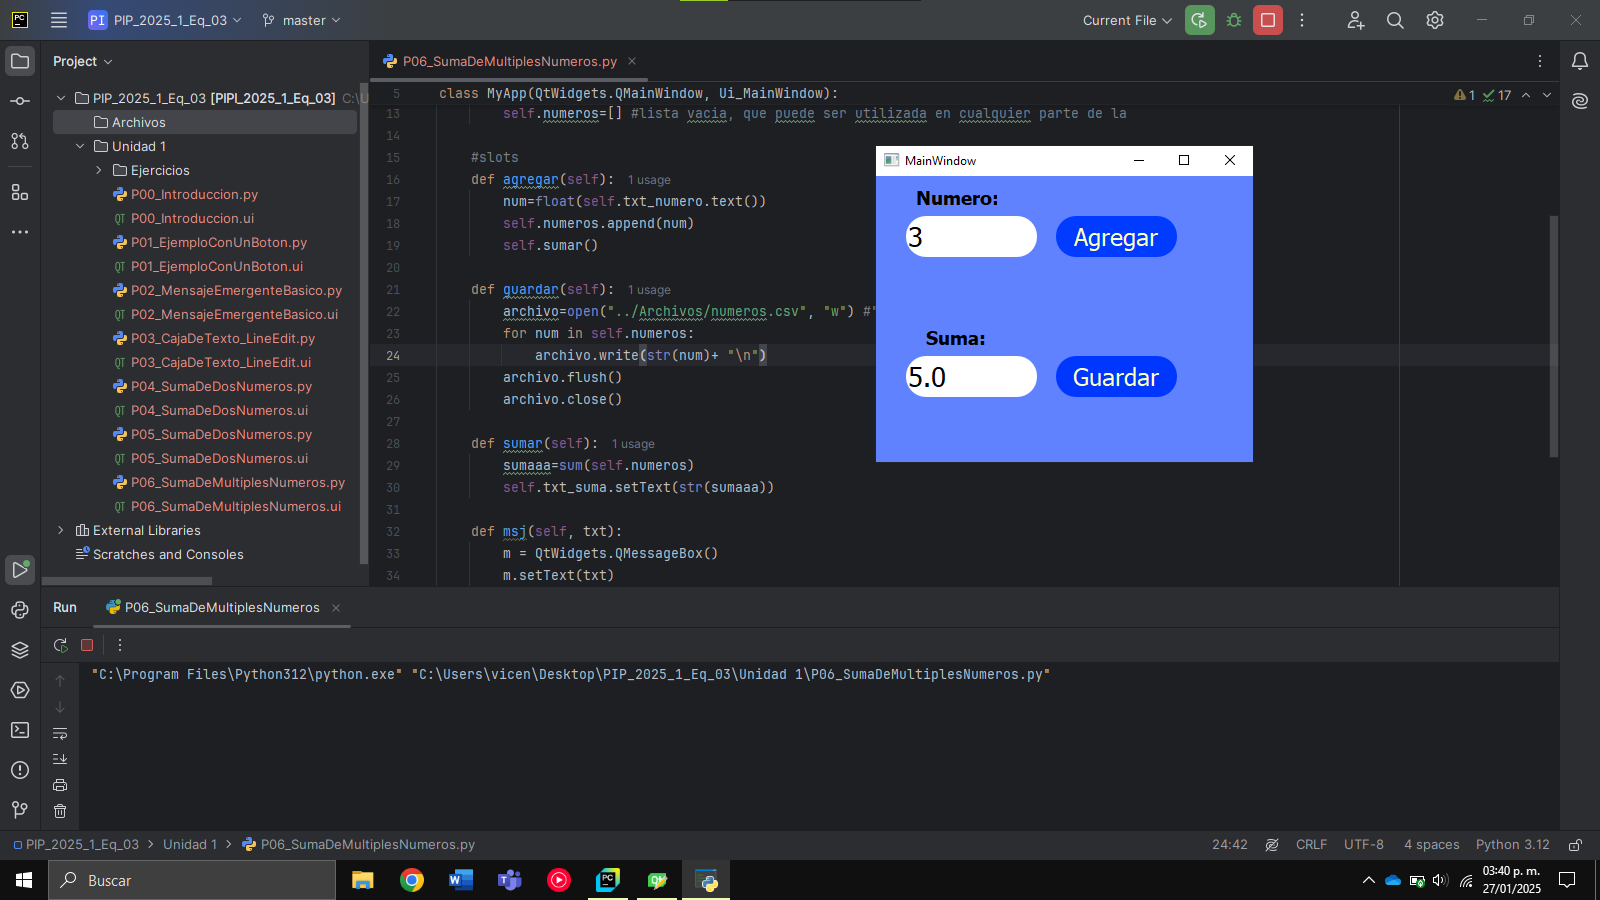 PC
PI PIP_2025_1_Eq_03
master
Current File
Project
P06_SumaDeMultiplesNumeros.py
PIP_2025_1_Eq_03 [PIPI_2025_1_Eq_03] C:\U
Archivos
Unidad 1
Ejercicios
P00_Introduccion.py
P00_Introduccion.ui
P01_EjemploConUnBoton.py
P01_EjemploConUnBoton.ui
P02_MensajeEmergenteBasico.py
P02_MensajeEmergenteBasico.ui
P03_CajaDeTexto_LineEdit.py
P03_CajaDeTexto_LineEdit.ui
P04_SumaDeDosNumeros.py
P04_SumaDeDosNumeros.ui
P05_SumaDeDosNumeros.py
P05_SumaDeDosNumeros.ui
P06_SumaDeMultiplesNumeros.py
P06_SumaDeMultiplesNumeros.ui
External Libraries
Scratches and Consoles
5 class MyApp(QtWidgets.QMainWindow, Ui_MainWindow):
1 17
13 self.numeros=[] #lista vacia, que puede ser utilizada en cualquier parte de la
14
15 #slots
16 def agregar(self): 1 usage
17 num=float(self.txt_numero.text())
18 self.numeros.append(num)
19 self.sumar()
20
21 def guardar(self): 1 usage
22 archivo=open("../Archivos/numeros.csv", "w") #'
23 for num in self.numeros:
24 archivo.write(str(num)+ "\n")
25 archivo.flush()
26 archivo.close()
27
28 def sumar(self): 1 usage
29 sumaaa=sum(self.numeros)
30 self.txt_suma.setText(str(sumaaa))
31
32 def msj(self, txt):
33 m = QtWidgets.QMessageBox()
34 m.setText(txt)
MainWindow
Numero:
3 Agregar
Suma:
5.0 Guardar
Run P06_SumaDeMultiplesNumeros
"C:\Program Files\Python312\python.exe" "C:\Users\vicen\Desktop\PIP_2025_1_Eq_03\Unidad 1\P06_SumaDeMultiplesNumeros.py"
PIP_2025_1_Eq_03 > Unidad 1 > P06_SumaDeMultiplesNumeros.py
24:42 CRLF UTF-8 4 spaces Python 3.12
Buscar
03:40 p. m.
27/01/2025